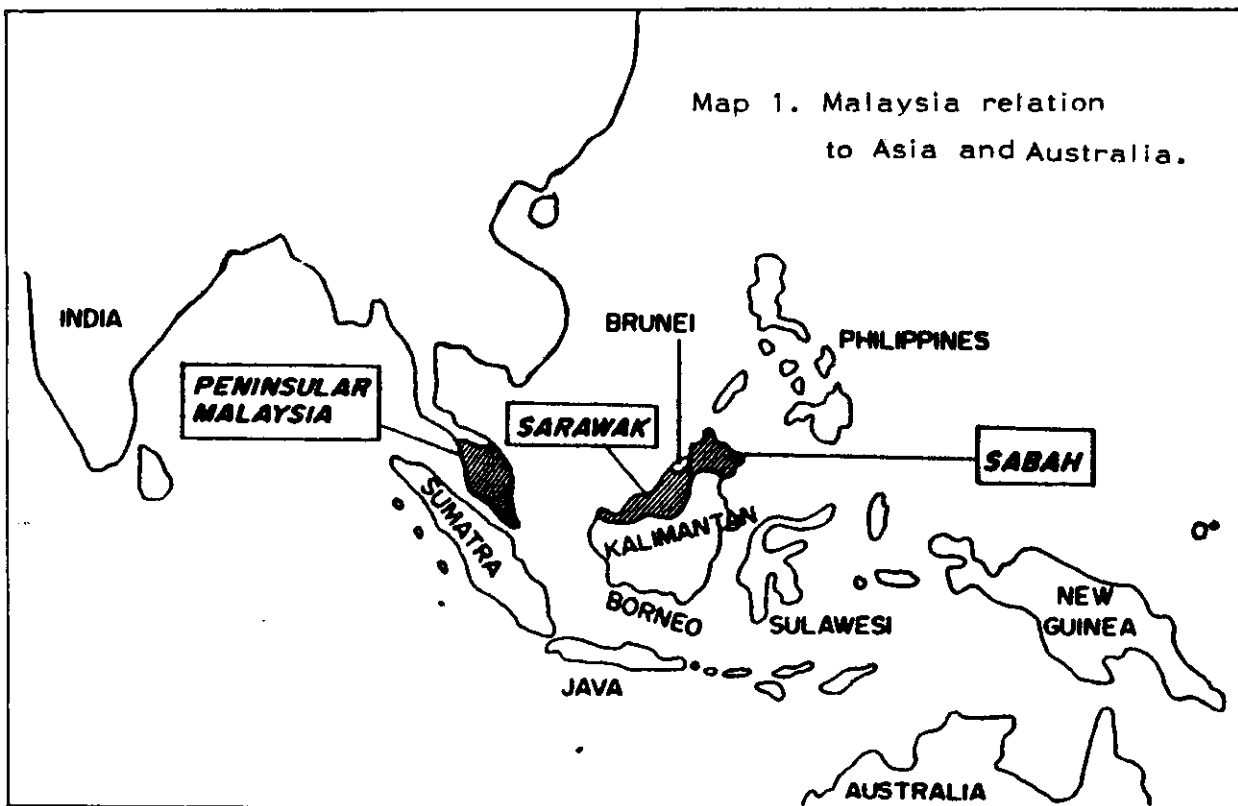 Map 1. Malaysia relation
to Asia and Australia.
INDIA
BRUNEI
PHILIPPINES
PENINSULAR
MALAYSIA
SARAWAK
SABAH
SUMATRA
KALIMANTAN
0°
BORNEO
SULAWESI
NEW
GUINEA
JAVA
AUSTRALIA